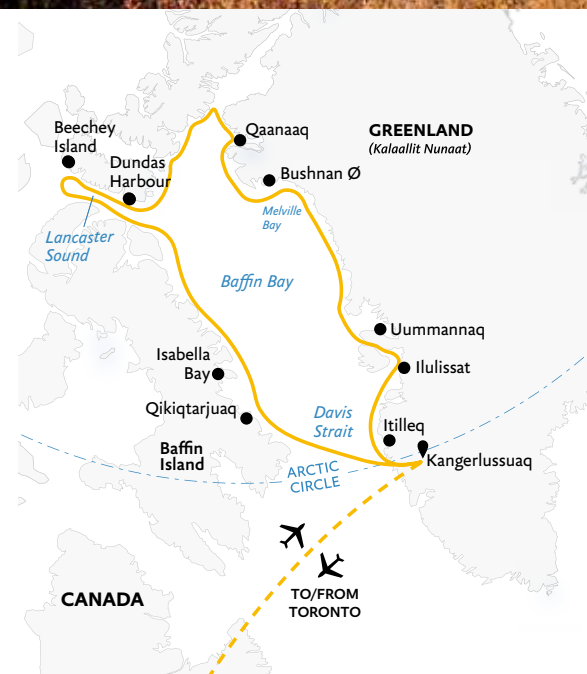 Beechey
Island
Dundas
Harbour
Qaanaaq
GREENLAND
(Kalaallit Nunaat)
Bushnan Ø
Melville
Bay
Lancaster
Sound
Baffin Bay
Uummannaq
Isabella
Bay
Ilulissat
Qikiqtarjuaq
Davis
Strait
Itilleq
Baffin
Island
Kangerlussuaq
ARCTIC
CIRCLE
CANADA
TO/FROM
TORONTO